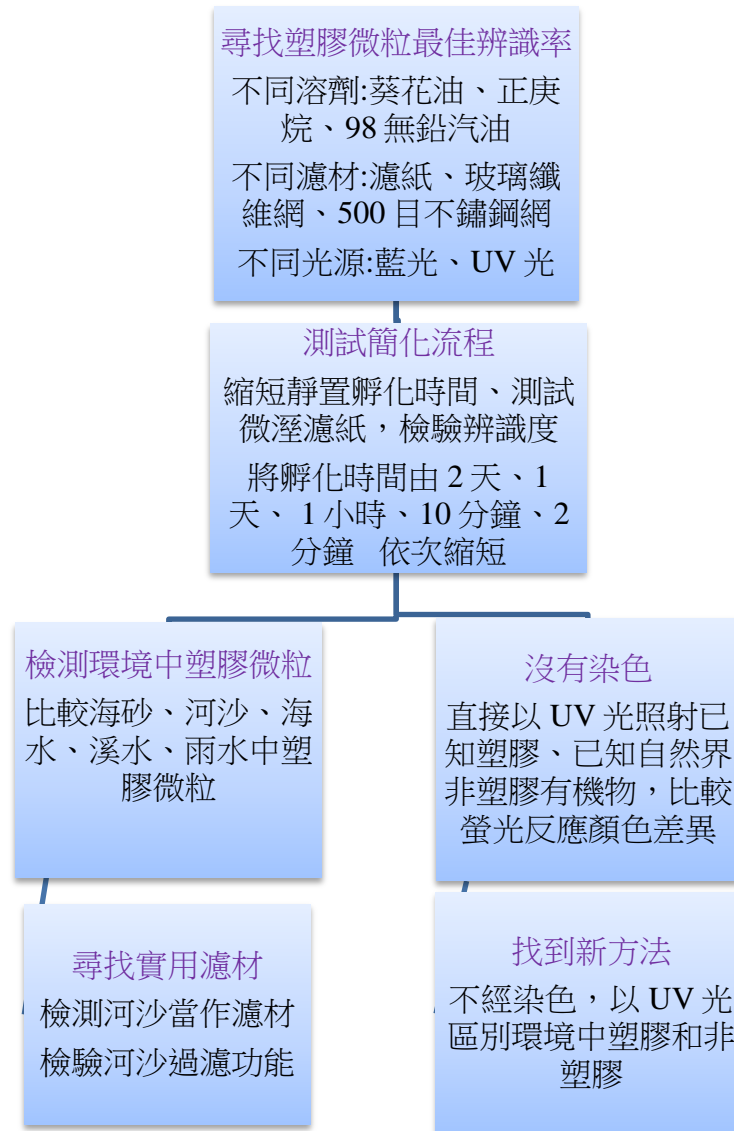 尋找塑膠微粒最佳辨識率
不同溶劑:葵花油、正庚
烷、98 無鉛汽油
不同濾材:濾紙、玻璃纖
維網、500 目不鏽鋼網
不同光源:藍光、UV 光
測試簡化流程
縮短靜置孵化時間、測試
微溼濾紙，檢驗辨識度
將孵化時間由 2 天、1
天、 1 小時、10 分鐘、2
分鐘 依次縮短
檢測環境中塑膠微粒
比較海砂、河沙、海
水、溪水、雨水中塑
膠微粒
沒有染色
直接以 UV 光照射已
知塑膠、已知自然界
非塑膠有機物，比較
螢光反應顏色差異
尋找實用濾材
檢測河沙當作濾材
檢驗河沙過濾功能
找到新方法
不經染色，以 UV 光
區別環境中塑膠和非
塑膠